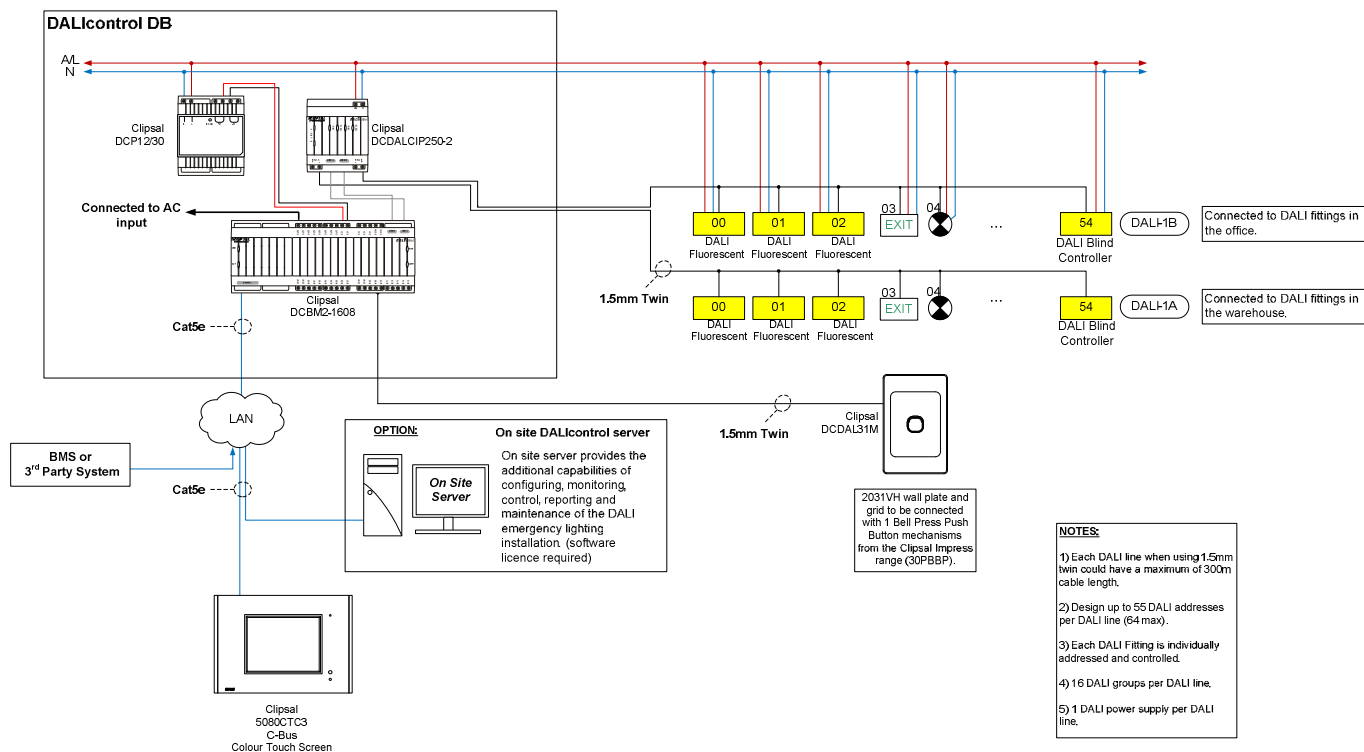 DALIcontrol DB
A/L
N
Clipsal
DCP12/30
Clipsal
DCDALCIP250-2
Connected to AC
input
Clipsal
DCBM2-1608
Cat5e
1.5mm Twin
00
DALI
Fluorescent
01
DALI
Fluorescent
02
DALI
Fluorescent
03
EXIT
04
...
54
DALI Blind
Controller
DALI-1B
Connected to DALI fittings in
the office.
00
DALI
Fluorescent
01
DALI
Fluorescent
02
DALI
Fluorescent
03
EXIT
04
...
54
DALI Blind
Controller
DALI-1A
Connected to DALI fittings in
the warehouse.
LAN
BMS or
3rd Party System
Cat5e
OPTION:
On site DALIcontrol server
On Site
Server
On site server provides the
additional capabilities of
configuring, monitoring,
control, reporting and
maintenance of the DALI
emergency lighting
installation. (software
licence required)
1.5mm Twin
Clipsal
DCDAL31M
2031VH wall plate and
grid to be connected
with 1 Bell Press Push
Button mechanisms
from the Clipsal Impress
range (30PBBP).
NOTES:
1) Each DALI line when using 1.5mm
twin could have a maximum of 300m
cable length.
2) Design up to 55 DALI addresses
per DALI line (64 max).
3) Each DALI Fitting is individually
addressed and controlled.
4) 16 DALI groups per DALI line.
5) 1 DALI power supply per DALI
line.
Clipsal
5080CTC3
C-Bus
Colour Touch Screen